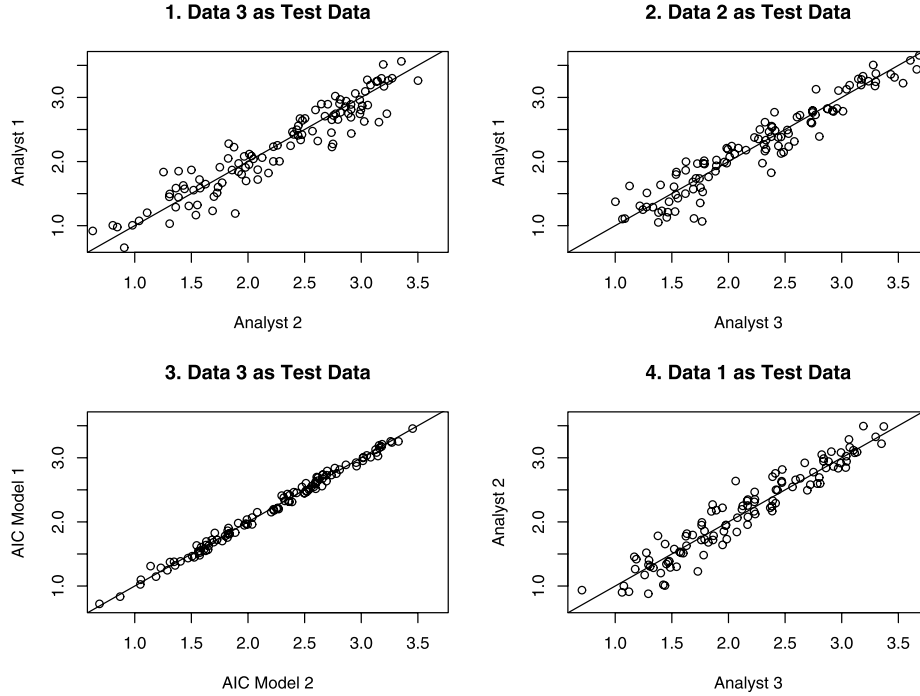 1. Data 3 as Test Data
Analyst 1
3.0
2.0
1.0
1.0 1.5 2.0 2.5 3.0 3.5
Analyst 2
2. Data 2 as Test Data
Analyst 1
3.0
2.0
1.0
1.0 1.5 2.0 2.5 3.0 3.5
Analyst 3
3. Data 3 as Test Data
AIC Model 1
3.0
2.0
1.0
1.0 1.5 2.0 2.5 3.0 3.5
AIC Model 2
4. Data 1 as Test Data
Analyst 2
3.0
2.0
1.0
1.0 1.5 2.0 2.5 3.0 3.5
Analyst 3